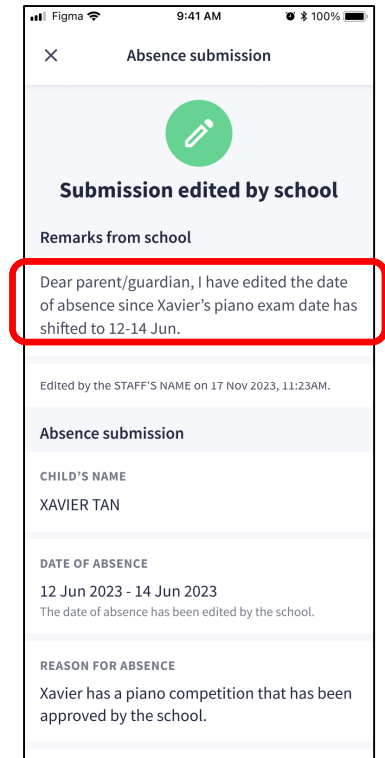 Figma 9:41 AM 100%
Absence submission
Submission edited by school
Remarks from school
Dear parent/guardian, I have edited the date
of absence since Xavier’s piano exam date has
shifted to 12-14 Jun.
Edited by the STAFF'S NAME on 17 Nov 2023, 11:23AM.
Absence submission
CHILD’S NAME
XAVIER TAN
DATE OF ABSENCE
12 Jun 2023 - 14 Jun 2023
The date of absence has been edited by the school.
REASON FOR ABSENCE
Xavier has a piano competition that has been
approved by the school.